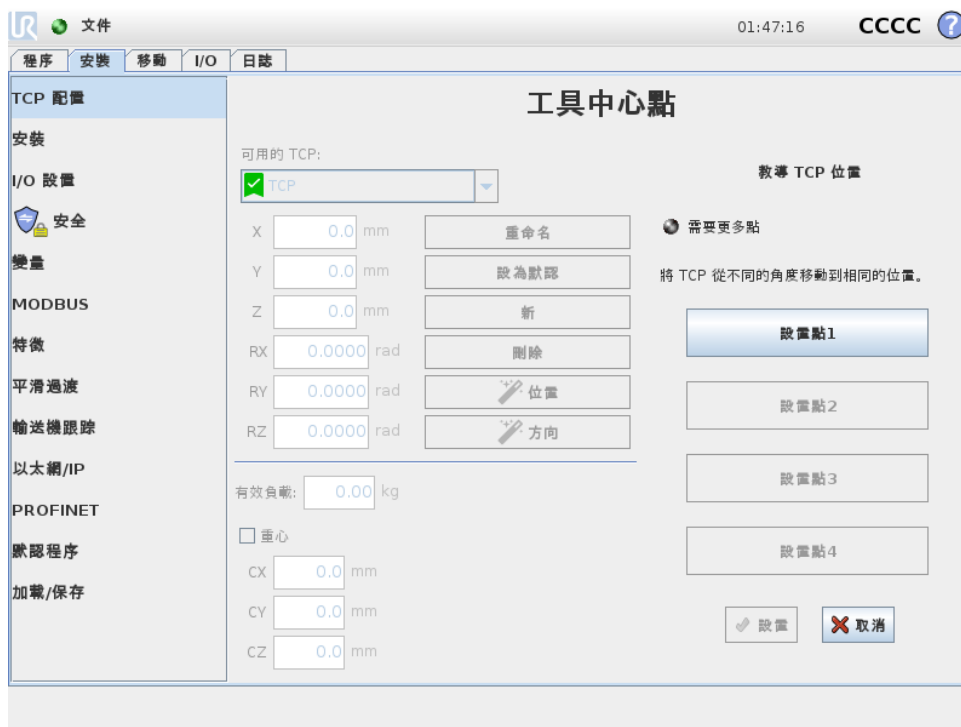 UR 文件 01:47:16 CCCC ?
程序 安裝 移動 I/O 日誌
TCP 配置
安裝
I/O 設置
安全
變量
MODBUS
特徵
平滑過渡
輸送機跟踪
以太網/IP
PROFINET
默認程序
加載/保存
工具中心點
可用的 TCP:
TCP
X 0.0 mm 重命名
Y 0.0 mm 設為默認
Z 0.0 mm 新
RX 0.0000 rad 刪除
RY 0.0000 rad 位置
RZ 0.0000 rad 方向
有效負載: 0.00 kg
重心
CX 0.0 mm
CY 0.0 mm
CZ 0.0 mm
教導 TCP 位置
需要更多點
將 TCP 從不同的角度移動到相同的位置。
設置點1
設置點2
設置點3
設置點4
設置 取消